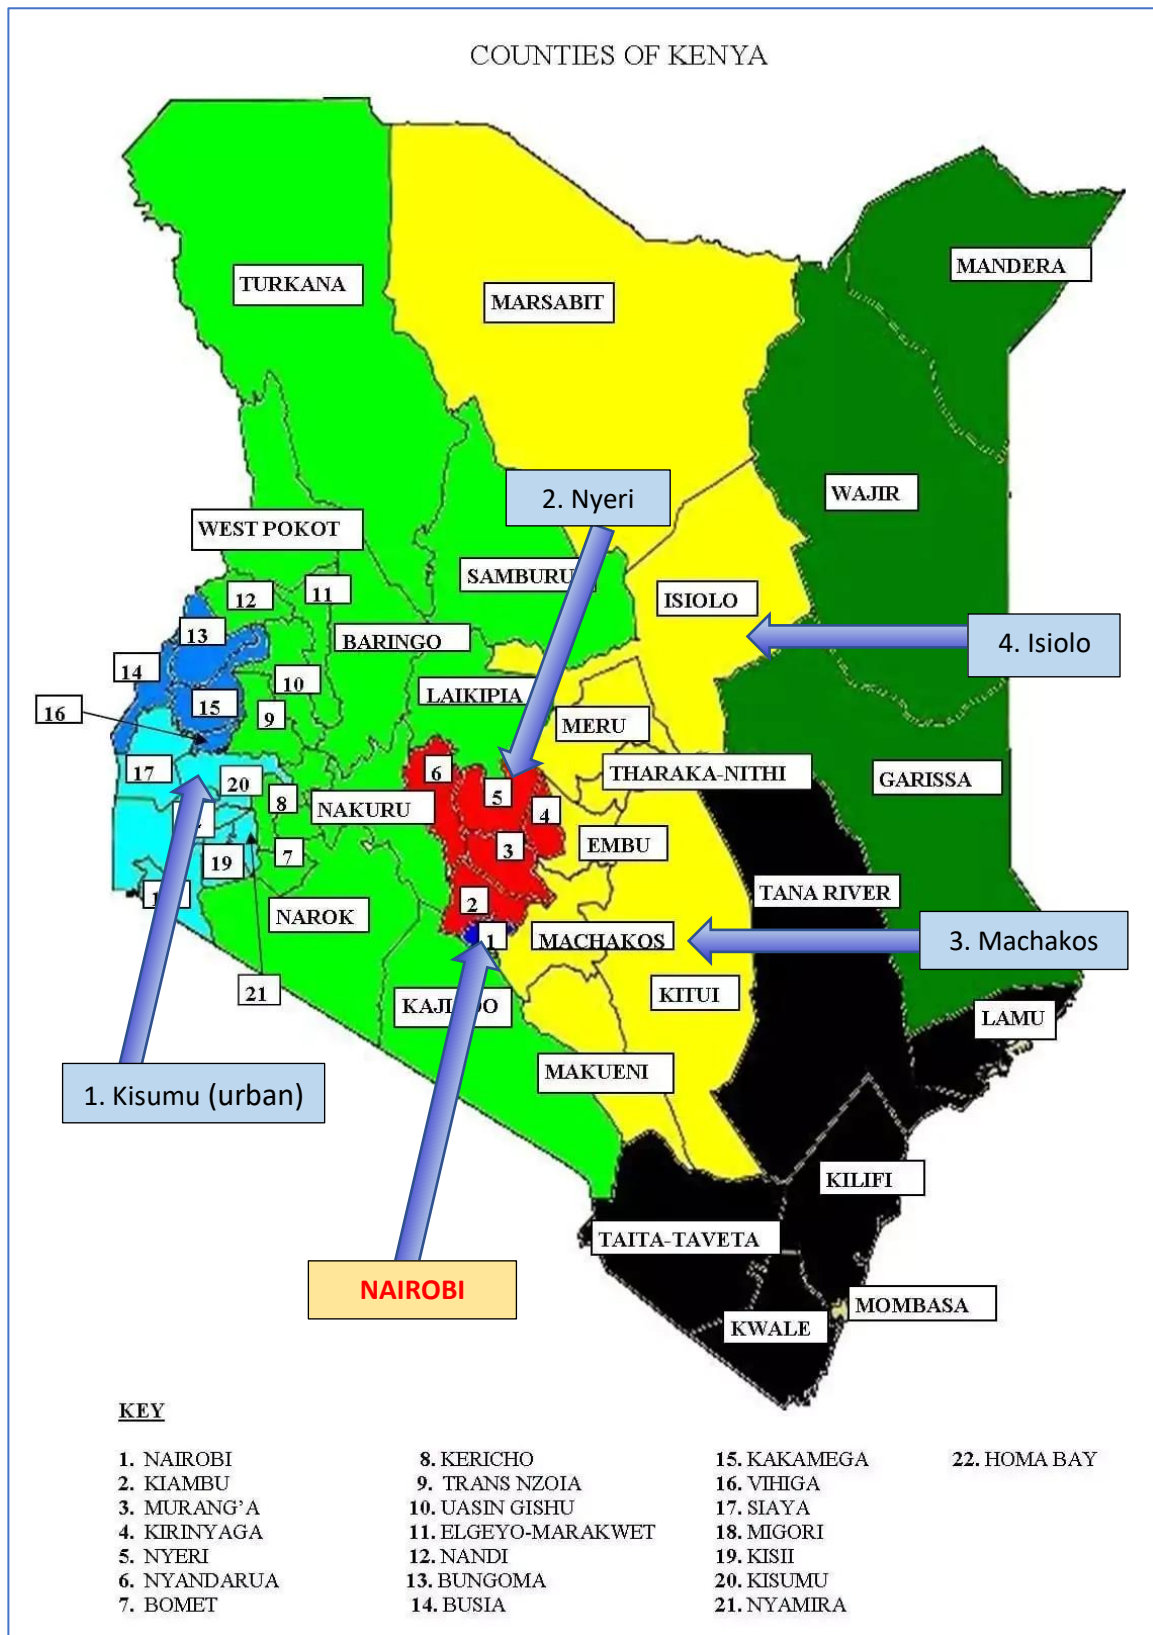 COUNTIES OF KENYA
TURKANA
MARSABIT
MANDERA
WAJIR
2. Nyeri
WEST POKOT
SAMBURU
ISIOLO
11
12
13
BARINGO
4. Isiolo
14
10
15
16
9
LAIKIPIA
MERU
6
THARAKA-NITHI
17
20
5
GARISSA
8
NAKURU
4
EMBU
3
19
7
TANA RIVER
2
NAROK
1
MACHAKOS
3. Machakos
21
KITUI
LAMU
MAKUENI
1. Kisumu (urban)
KILIFI
TAITA-TAVETA
NAIROBI
MOMBASA
KWALE
KEY
1. NAIROBI
2. KIAMBU
3. MURANG'A
4. KIRINYAGA
5. NYERI
6. NYANDARUA
7. BOMET
8. KERICHO
9. TRANS NZOIA
10. UASIN GISHU
11. ELGEYO-MARAKWET
12. NANDI
13. BUNGOMA
14. BUSIA
15. KAKAMEGA
16. VIHIGA
17. SIAYA
18. MIGORI
19. KISII
20. KISUMU
21. NYAMIRA
22. HOMA BAY